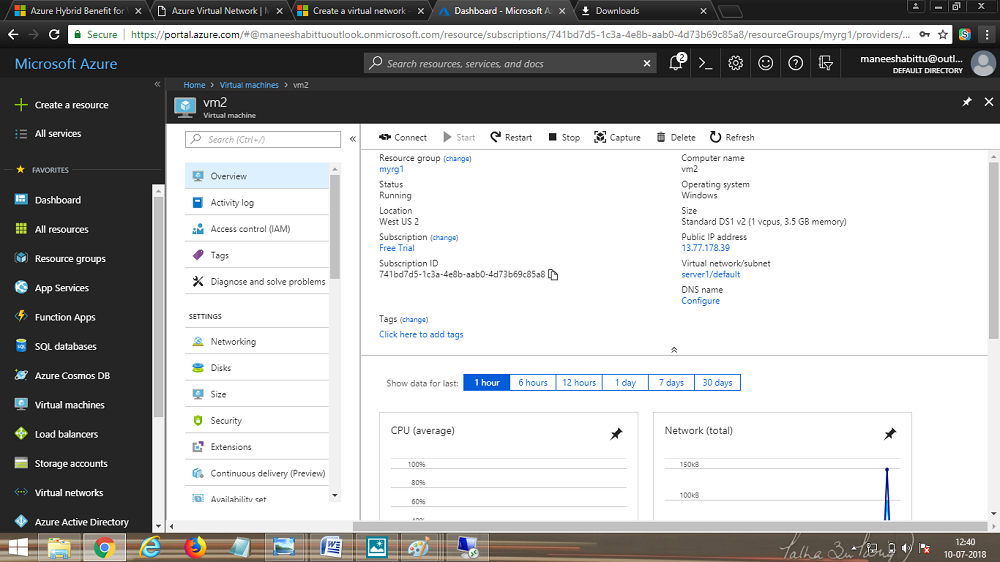 Azure Hybrid Benefit for
Azure Virtual Network | M
Create a virtual network -
Dashboard - Microsoft A
Downloads
Secure
https://portal.azure.com/#@maneeshabittuoutlook.onmicrosoft.com/resource/subscriptions/741bd7d5-1c3a-4e8b-aab0-4d73b69c85a8/resourceGroups/myrg1/providers/...
Microsoft Azure
Search resources, services, and docs
2
maneeshabittu@outl...
DEFAULT DIRECTORY
Create a resource
All services
FAVORITES
Dashboard
All resources
Resource groups
App Services
Function Apps
SQL databases
Azure Cosmos DB
Virtual machines
Load balancers
Storage accounts
Virtual networks
Azure Active Directory
Home > Virtual machines > vm2
vm2
Virtual machine
Search (Ctrl+/)
Overview
Activity log
Access control (IAM)
Tags
Diagnose and solve problems
SETTINGS
Networking
Disks
Size
Security
Extensions
Continuous delivery (Preview)
Availability set
Connect Start Restart Stop Capture Delete Refresh
Resource group (change)
myrg1
Status
Running
Location
West US 2
Subscription (change)
Free Trial
Subscription ID
741bd7d5-1c3a-4e8b-aab0-4d73b69c85a8
Computer name
vm2
Operating system
Windows
Size
Standard DS1 v2 (1 vcpus, 3.5 GB memory)
Public IP address
13.77.178.39
Virtual network/subnet
server1/default
DNS name
Configure
Tags (change)
Click here to add tags
Show data for last: 1 hour 6 hours 12 hours 1 day 7 days 30 days
CPU (average)
100%
80%
60%
Network (total)
150kB
100kB
12:40
10-07-2018